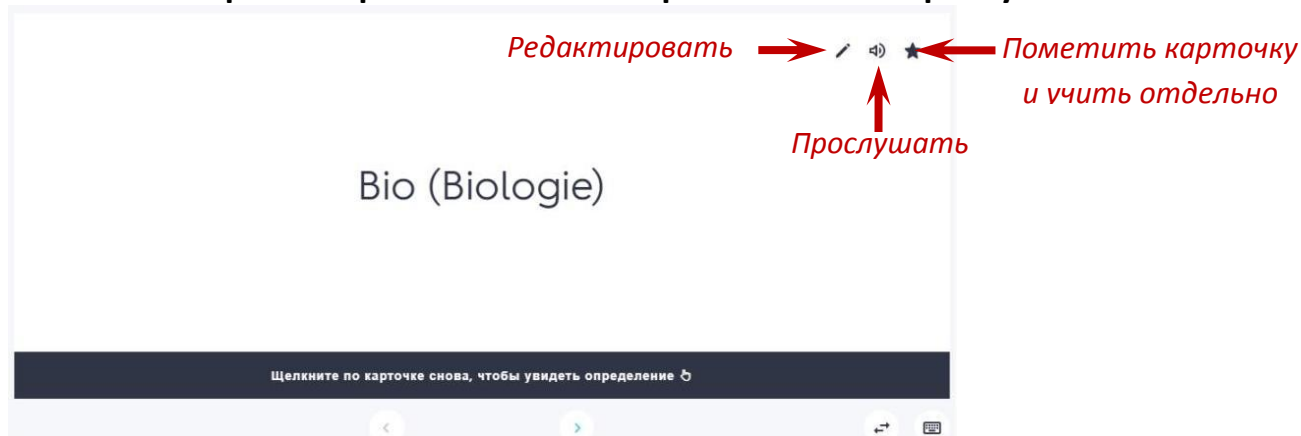 Редактировать
Пометить карточку
и учить отдельно
Прослушать
Bio (Biologie)
Щелкните по карточке снова, чтобы увидеть определение